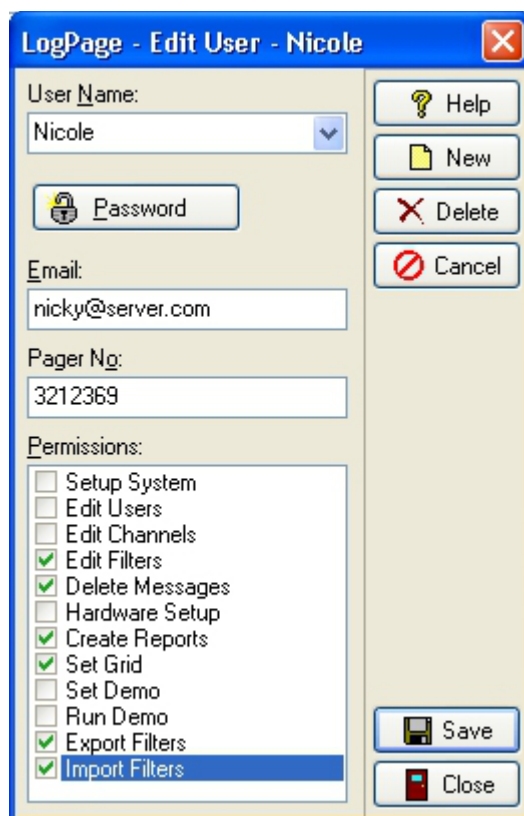 LogPage - Edit User - Nicole
User Name:
Nicole
Password
Email:
nicky@server.com
Pager No:
3212369
Permissions:
Setup System
Edit Users
Edit Channels
Edit Filters
Delete Messages
Hardware Setup
Create Reports
Set Grid
Set Demo
Run Demo
Export Filters
Import Filters
Help
New
Delete
Cancel
Save
Close